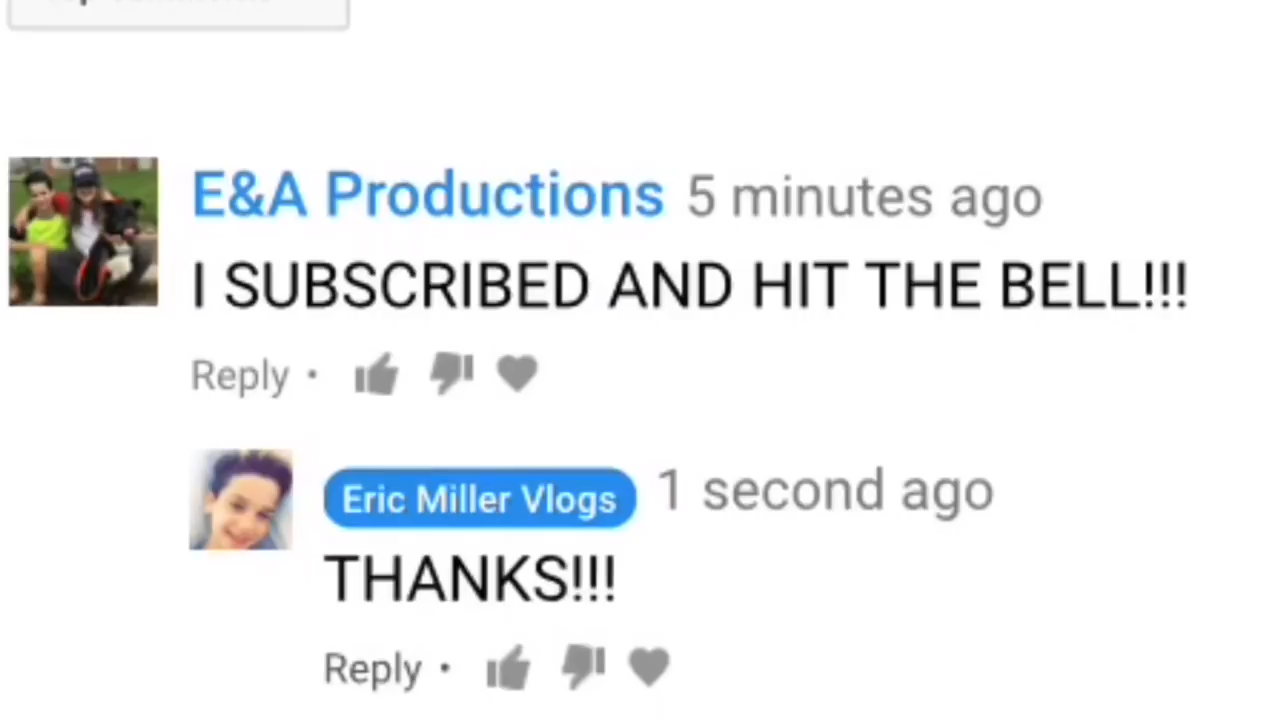 E&A Productions 5 minutes ago
I SUBSCRIBED AND HIT THE BELL!!!
Reply •
Eric Miller Vlogs 1 second ago
THANKS!!!
Reply •